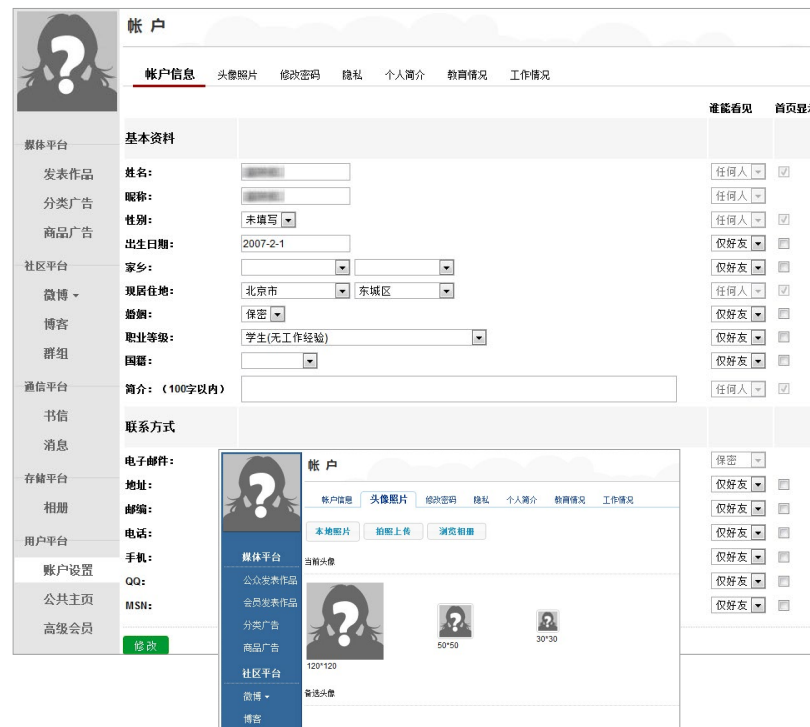 帐 户
帐户信息 头像照片 修改密码 隐私 个人简介 教育情况 工作情况
谁能看见 首页显
媒体平台
发表作品
分类广告
商品广告
社区平台
微博
博客
群组
通信平台
书信
消息
存储平台
相册
用户平台
账户设置
公共主页
高级会员
基本资料
姓名： 任何人
昵称： 任何人
性别： 未填写 任何人
出生日期： 2007-2-1 仅好友
家乡： 仅好友
现居住地： 北京市 东城区 任何人
婚姻： 保密 仅好友
职业等级： 学生(无工作经验) 仅好友
国籍： 仅好友
简介：（100字以内） 任何人
联系方式
电子邮件： 保密
地址： 仅好友
邮编： 仅好友
电话： 仅好友
手机： 仅好友
QQ： 仅好友
MSN： 仅好友
修改
帐 户
帐户信息 头像照片 修改密码 隐私 个人简介 教育情况 工作情况
本地照片 拍照上传 浏览相册
当前头像
120*120 50*50 30*30
备选头像
媒体平台
公众发表作品
会员发表作品
分类广告
商品广告
社区平台
微博
博客